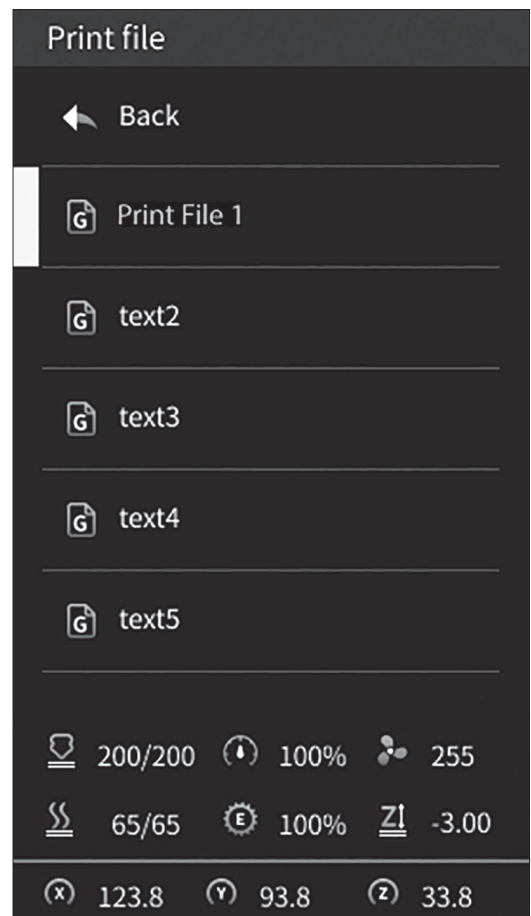 Print file
Back
G Print File 1
G text2
G text3
G text4
G text5
200/200 100% 255
65/65 E 100% Z -3.00
X 123.8 Y 93.8 Z 33.8